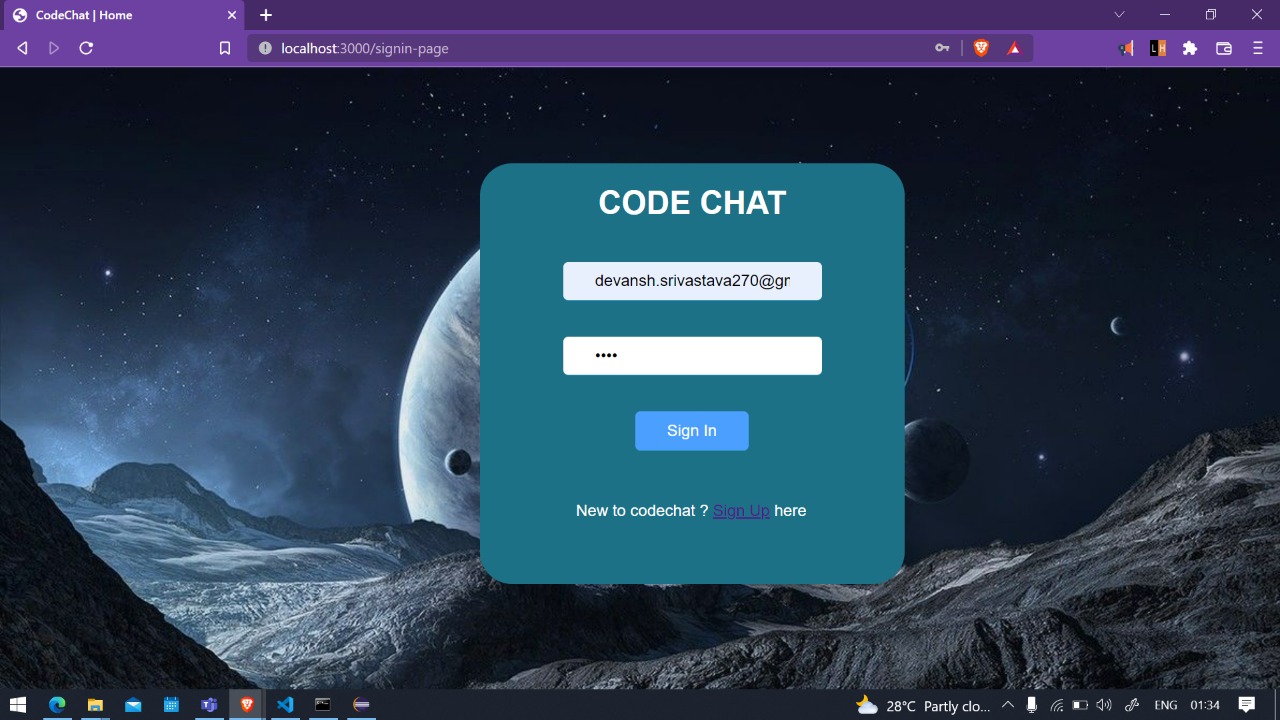 CodeChat | Home
localhost:3000/signin-page
CODE CHAT
devansh.srivastava270@gr
••••
Sign In
New to codechat ? Sign Up here
28°C Partly clo...
ENG
01:34